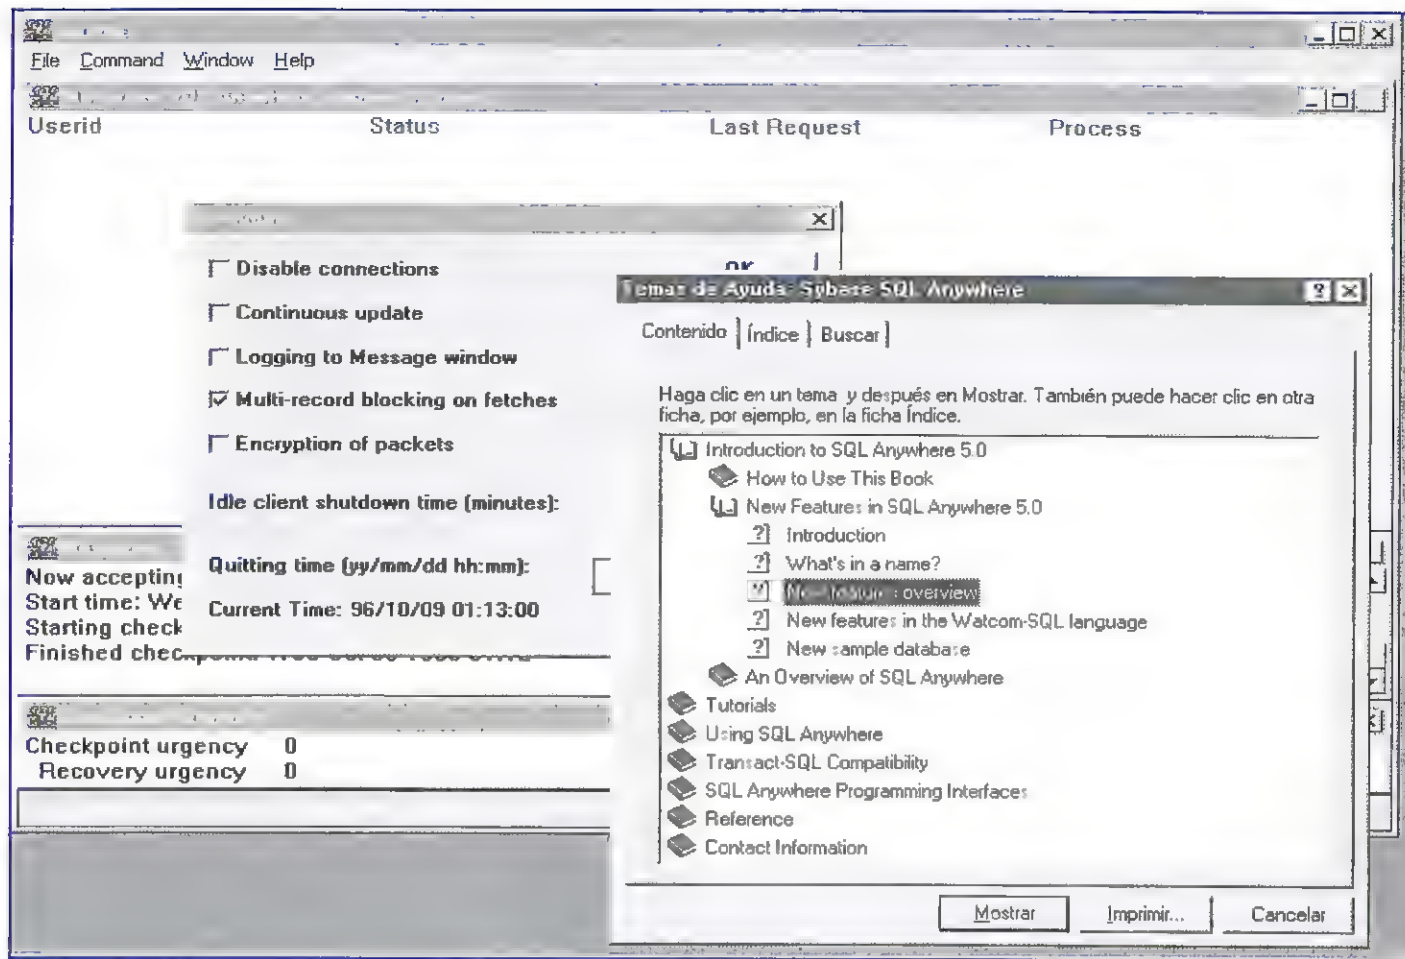 File Command Window Help
Userid Status Last Request Process
Disable connections
OK
Continuous update
Logging to Message window
Multi-record blocking on fetches
Encryption of packets
Idle client shutdown time (minutes):
Quitting time (yy/mm/dd hh:mm):
Current Time: 96/10/09 01:13:00
Now accepting
Start time: We
Starting check
Finished checkpoint
Checkpoint urgency 0
Recovery urgency 0
Temas de Ayuda: Sybase SQL Anywhere
Contenido Índice Buscar
Haga clic en un tema y después en Mostrar. También puede hacer clic en otra
ficha, por ejemplo, en la ficha Índice.
Introduction to SQL Anywhere 5.0
How to Use This Book
New Features in SQL Anywhere 5.0
Introduction
What's in a name?
New features overview
New features in the Watcom-SQL language
New sample database
An Overview of SQL Anywhere
Tutorials
Using SQL Anywhere
Transact-SQL Compatibility
SQL Anywhere Programming Interfaces
Reference
Contact Information
Mostrar Imprimir... Cancelar